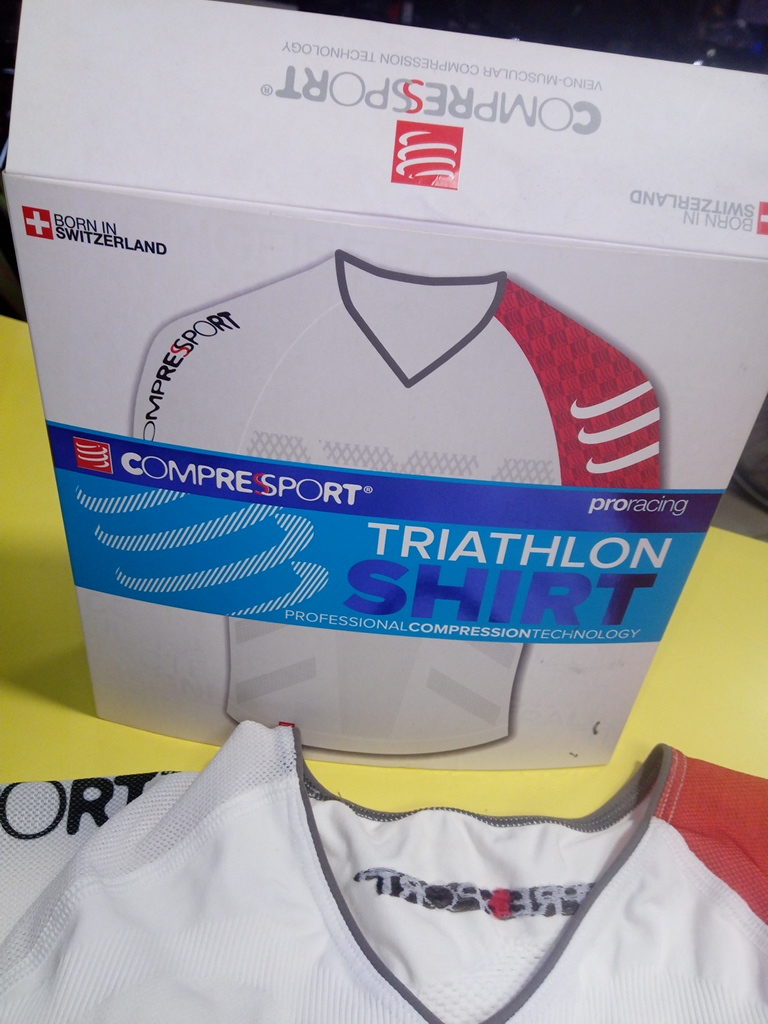 VEINO-MUSCULAR COMPRESSION TECHNOLOGY
COMPRESSPORT®
BORN IN
SWITZERLAND
BORN IN
SWITZERLAND
COMPRESSPORT
COMPRESSPORT®
proracing
TRIATHLON
SHIRT
PROFESSIONALCOMPRESSIONTECHNOLOGY
ORT